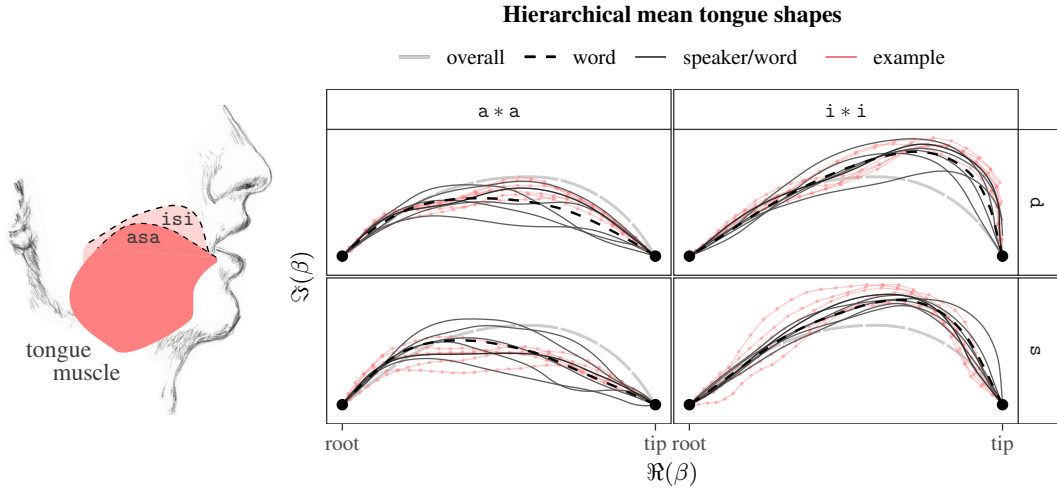 Hierarchical mean tongue shapes
overall word speaker/word example
a ∗ a i ∗ i
isi
asa
tongue
muscle
ℑ(β)
d
s
root tip root tip
ℜ(β)